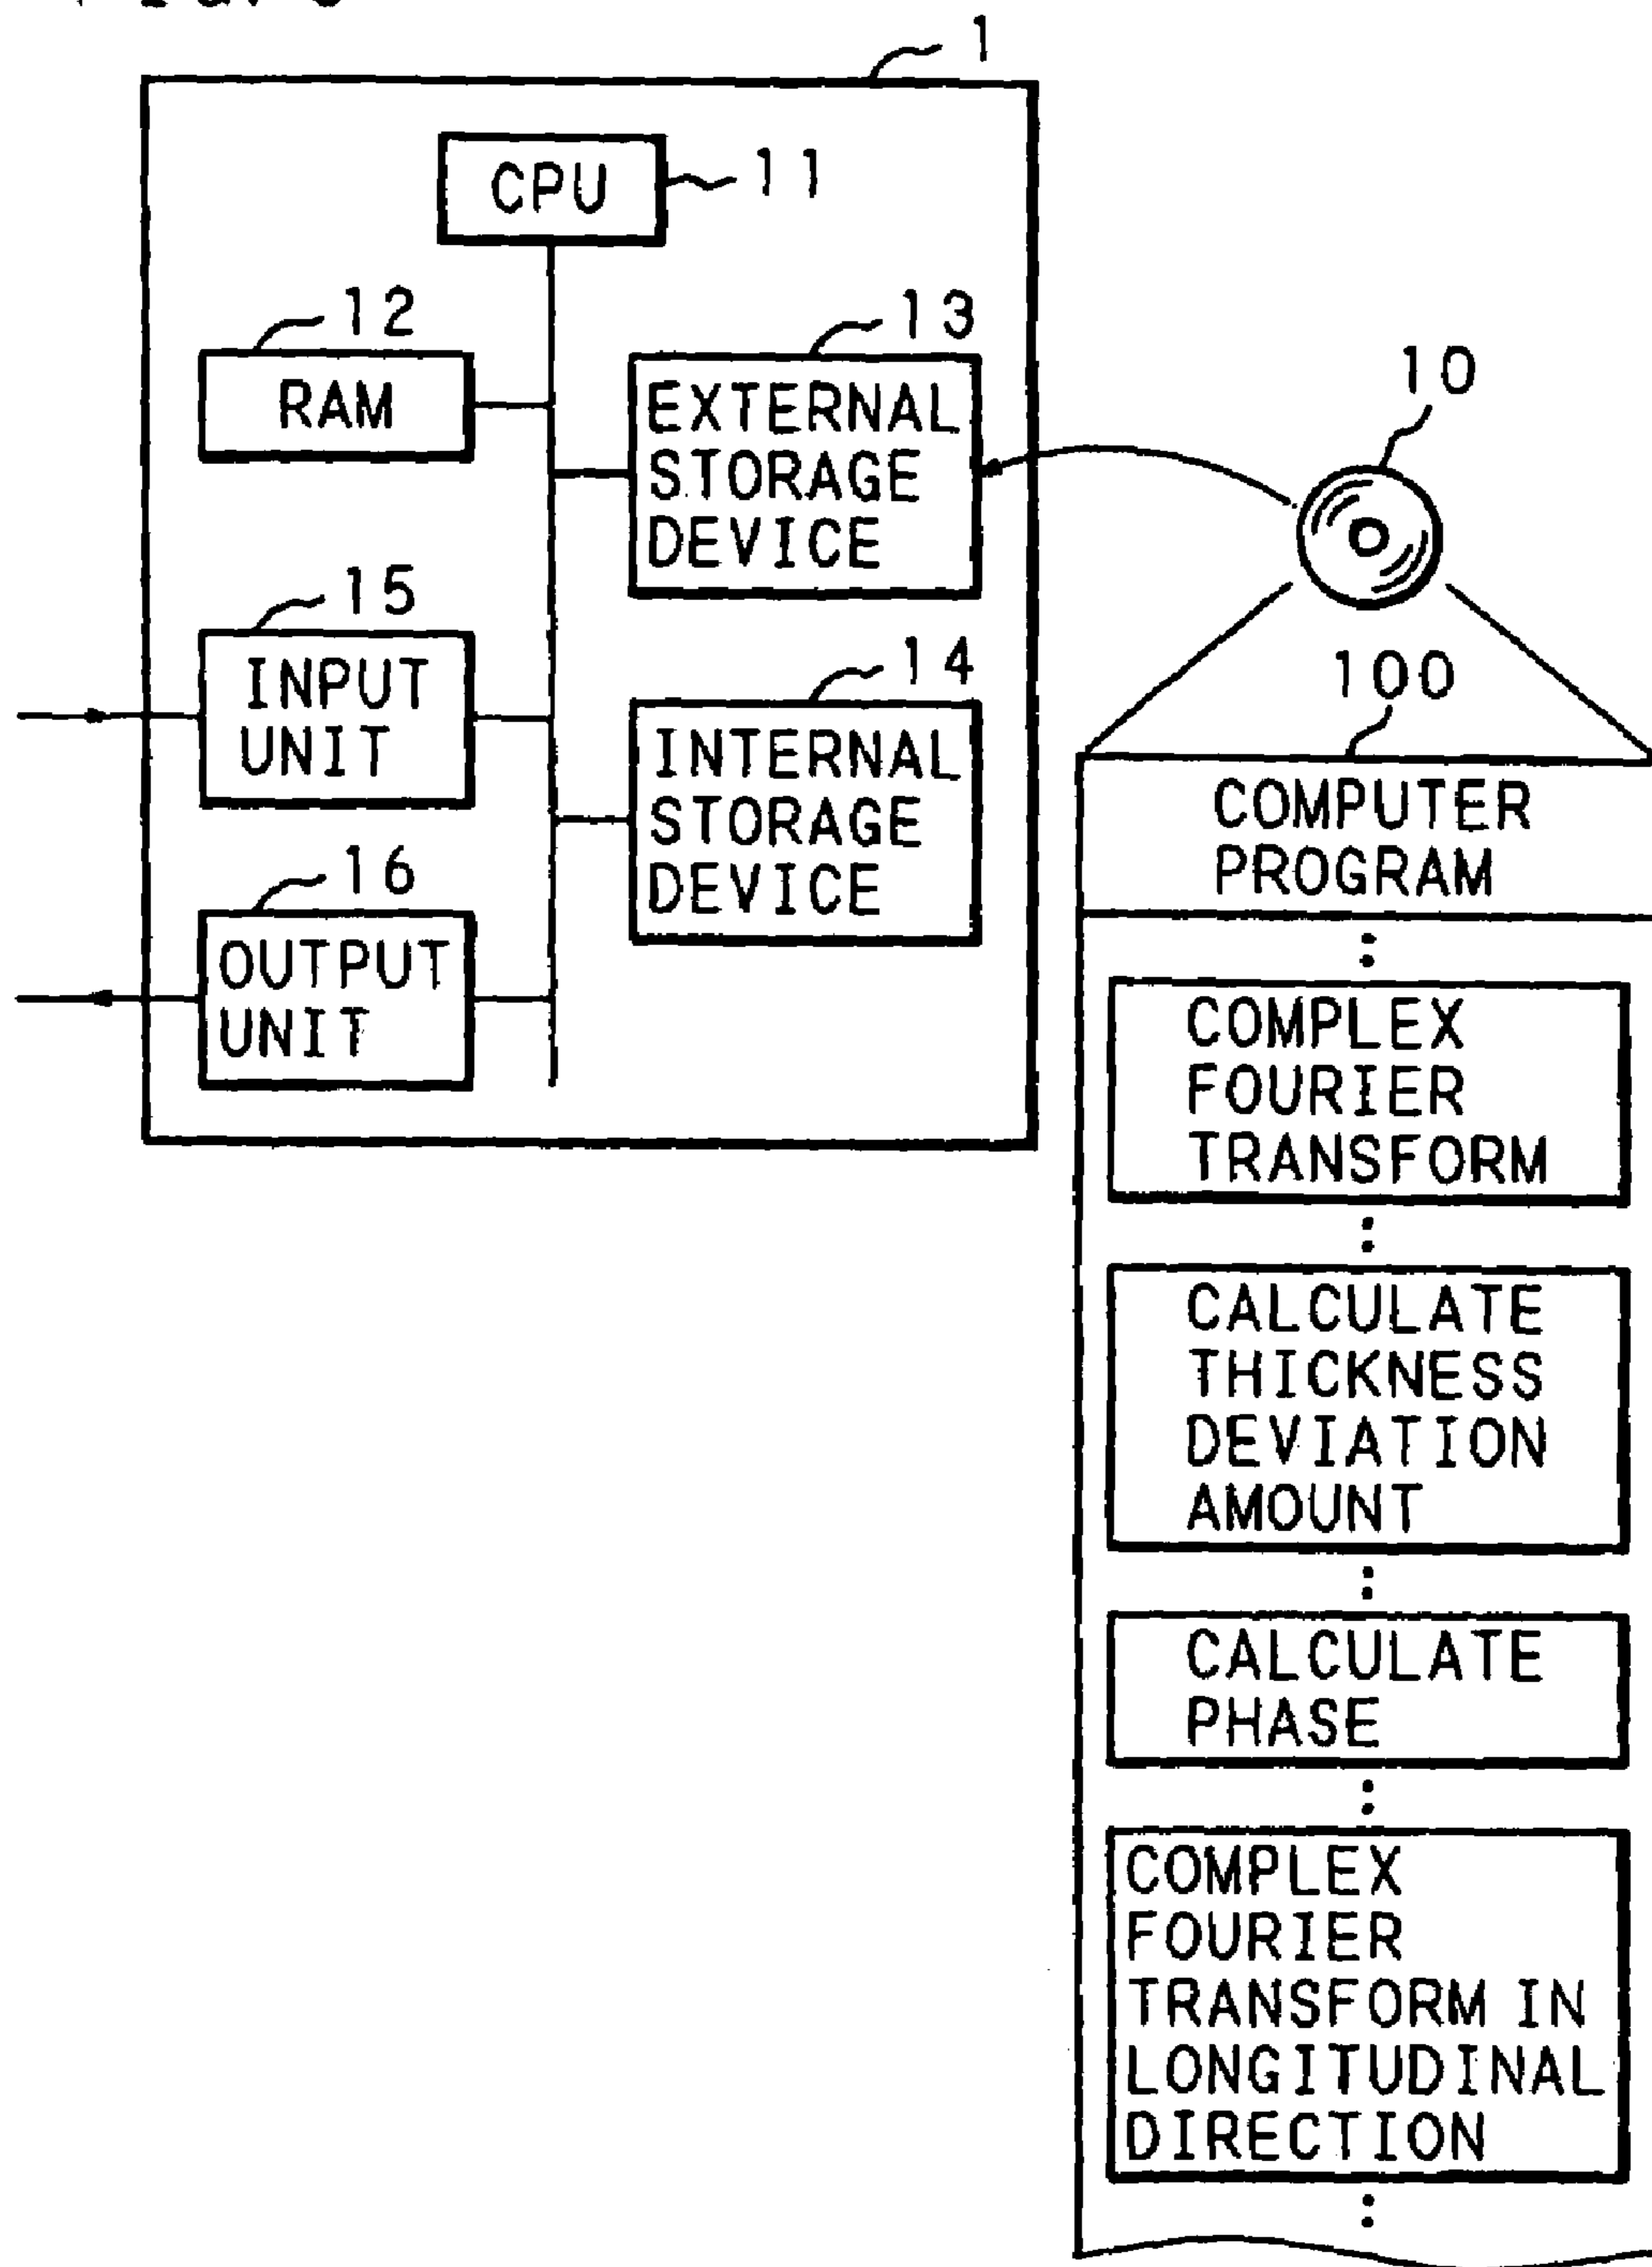 1
CPU
11
12
RAM
13
EXTERNAL
STORAGE
DEVICE
10
15
INPUT
UNIT
14
INTERNAL
STORAGE
DEVICE
16
OUTPUT
UNIT
100
COMPUTER
PROGRAM
COMPLEX
FOURIER
TRANSFORM
CALCULATE
THICKNESS
DEVIATION
AMOUNT
CALCULATE
PHASE
COMPLEX
FOURIER
TRANSFORM IN
LONGITUDINAL
DIRECTION